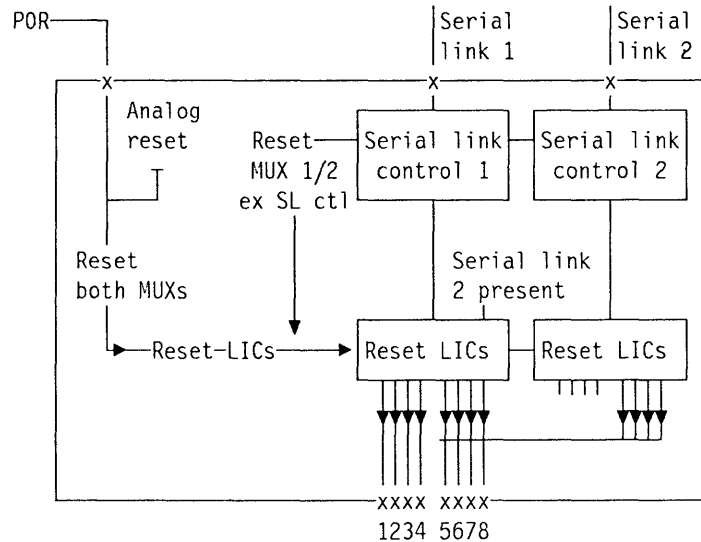 POR
Serial link 1
Serial link 2
x x x
Analog reset
Reset MUX 1/2 ex SL ctl
Serial link control 1
Serial link control 2
Reset both MUXs
Serial link 2 present
Reset LICs
Reset LICs
Reset LICs
xxxx xxxx
1234 5678